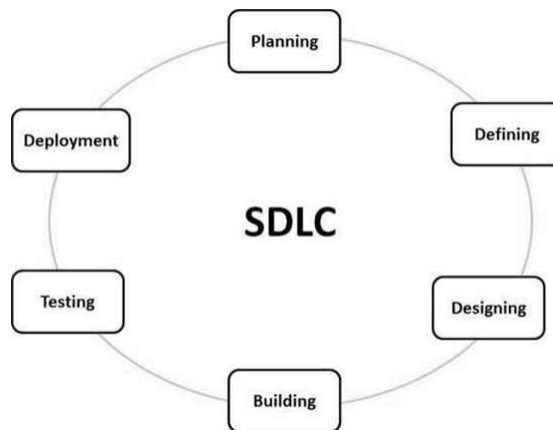 Planning
Defining
Designing
Building
Testing
Deployment
SDLC